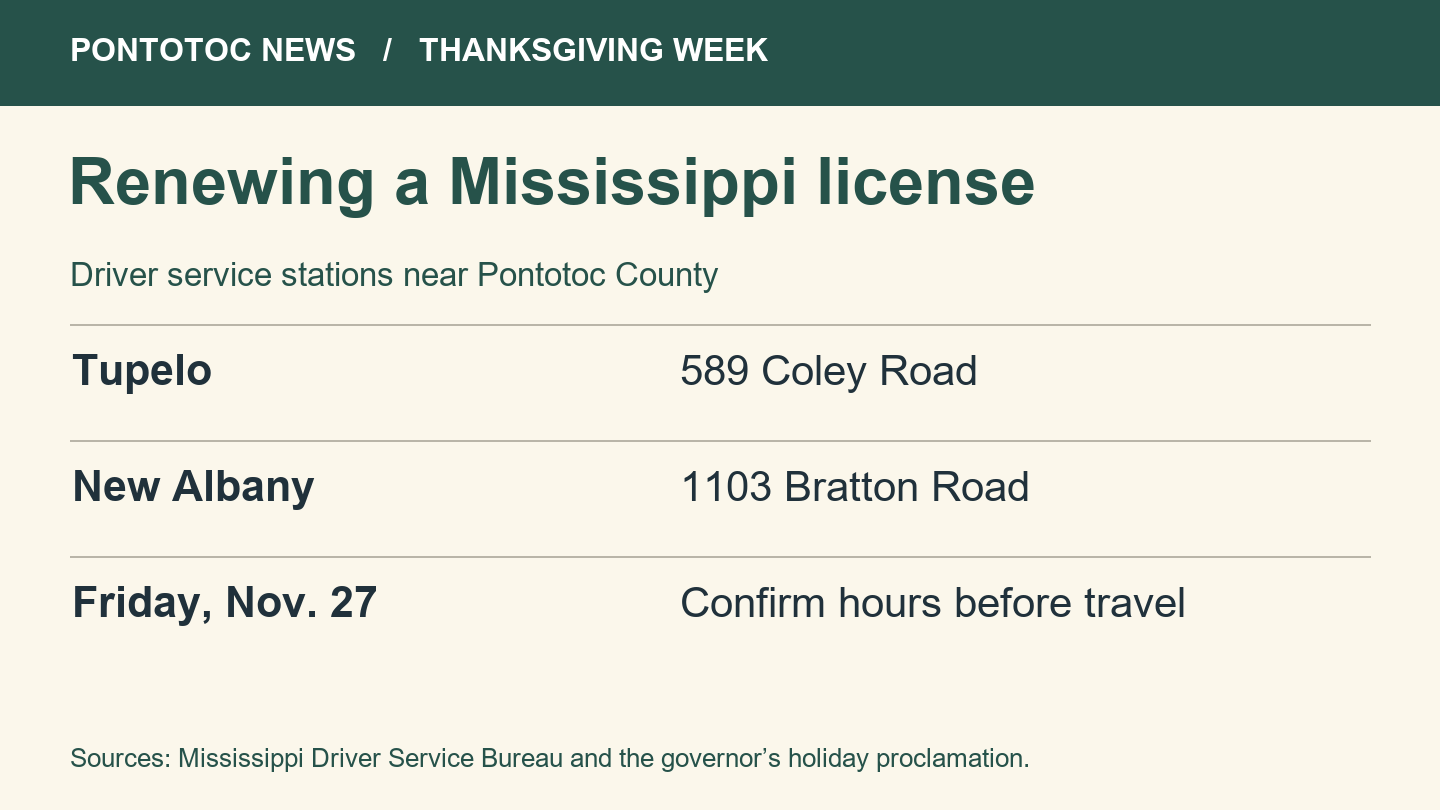 PONTOTOC NEWS / THANKSGIVING WEEK
Renewing a Mississippi license
Driver service stations near Pontotoc County
Tupelo 589 Coley Road
New Albany 1103 Bratton Road
Friday, Nov. 27 Confirm hours before travel
Sources: Mississippi Driver Service Bureau and the governor’s holiday proclamation.